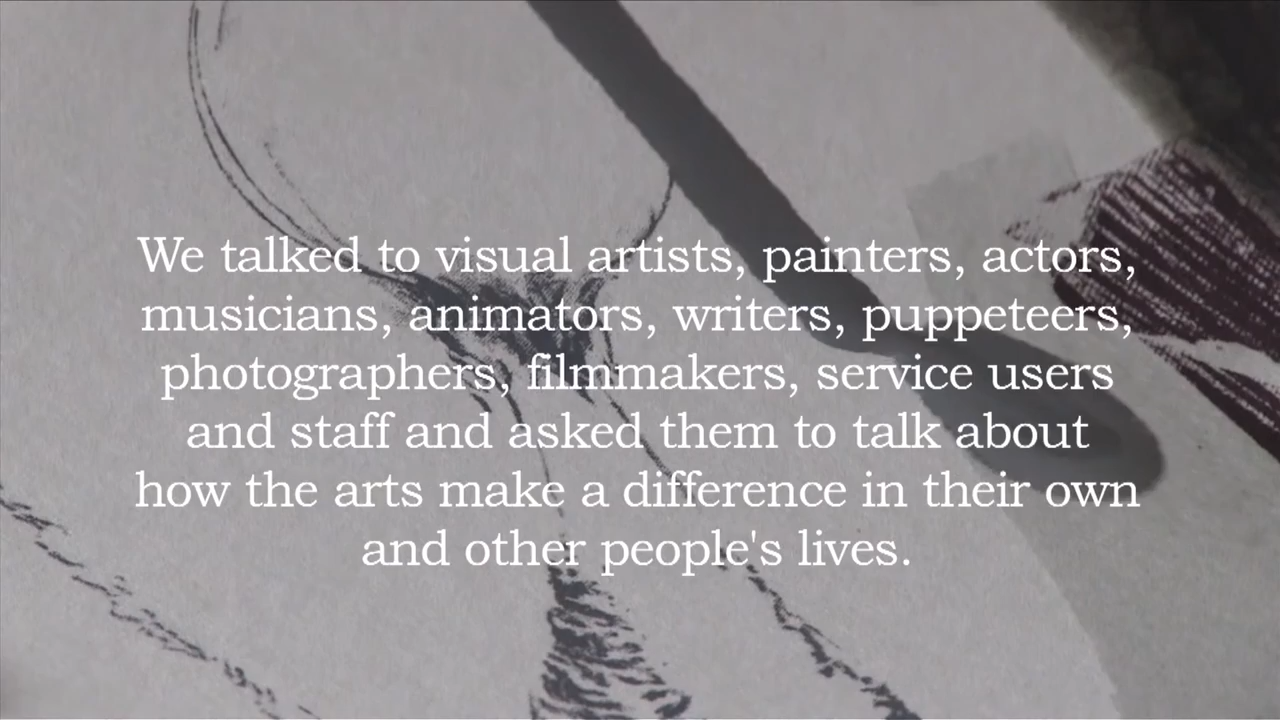 We talked to visual artists, painters, actors,
musicians, animators, writers, puppeteers,
photographers, filmmakers, service users
and staff and asked them to talk about
how the arts make a difference in their own
and other people's lives.